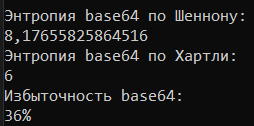 Энтропия base64 по Шеннону:
8,17655825864516
Энтропия base64 по Хартли:
6
Избыточность base64:
36%